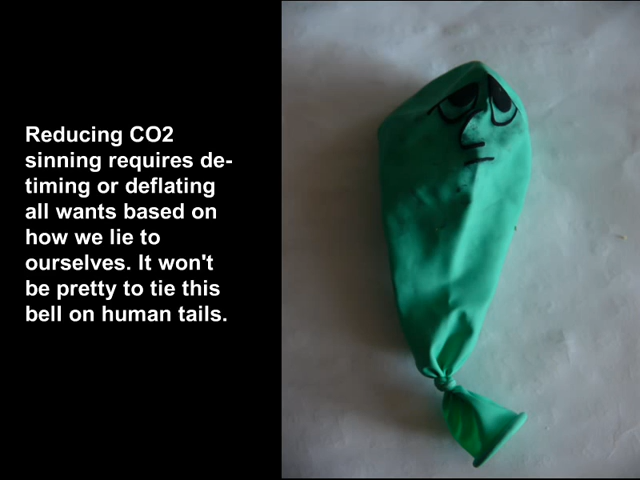 Reducing CO2
sinning requires de-
timing or deflating
all wants based on
how we lie to
ourselves. It won't
be pretty to tie this
bell on human tails.